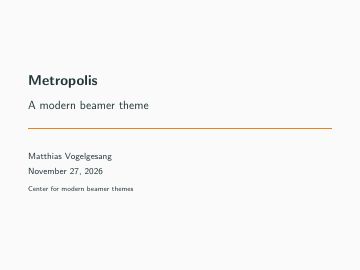 Metropolis
A modern beamer theme
Matthias Vogelgesang
November 27, 2026
Center for modern beamer themes